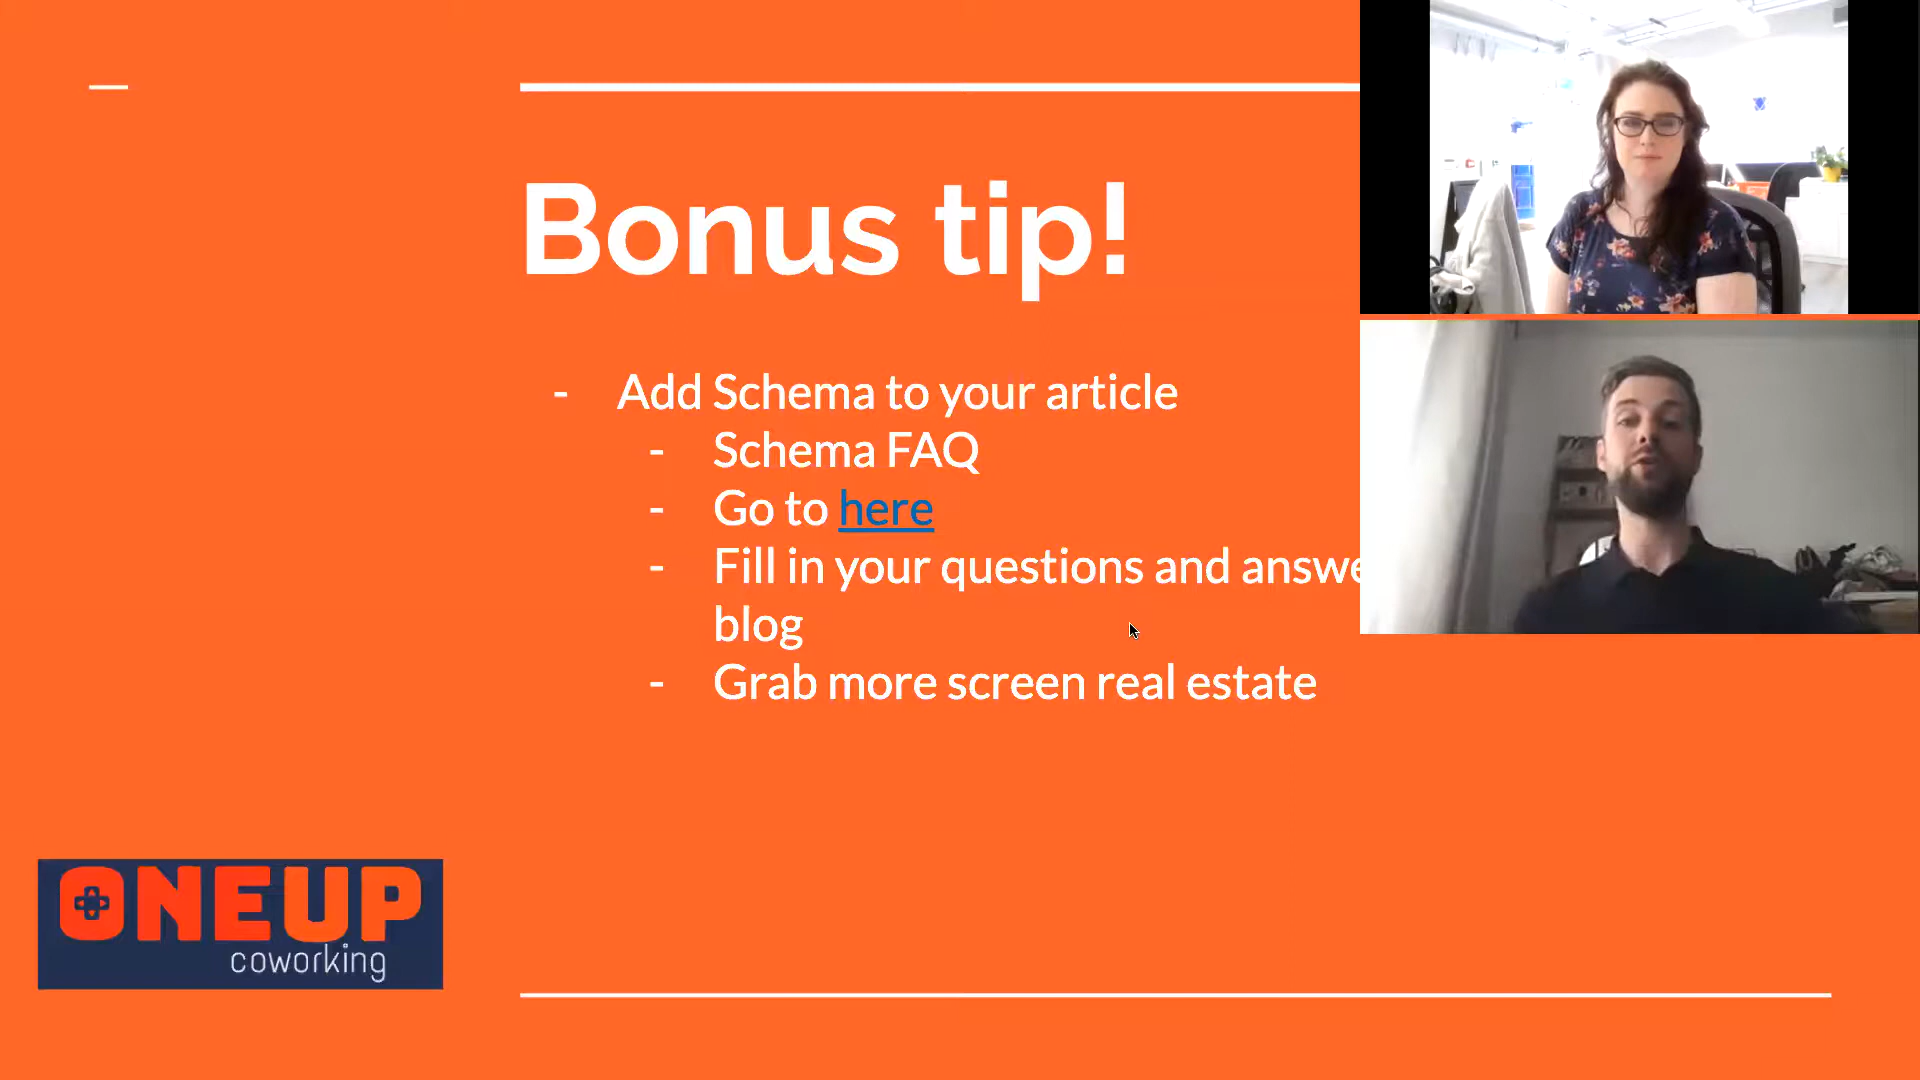 Bonus tip!
- Add Schema to your article
- Schema FAQ
- Go to here
- Fill in your questions and
blog
- Grab more screen real estate
ONEUP
coworking